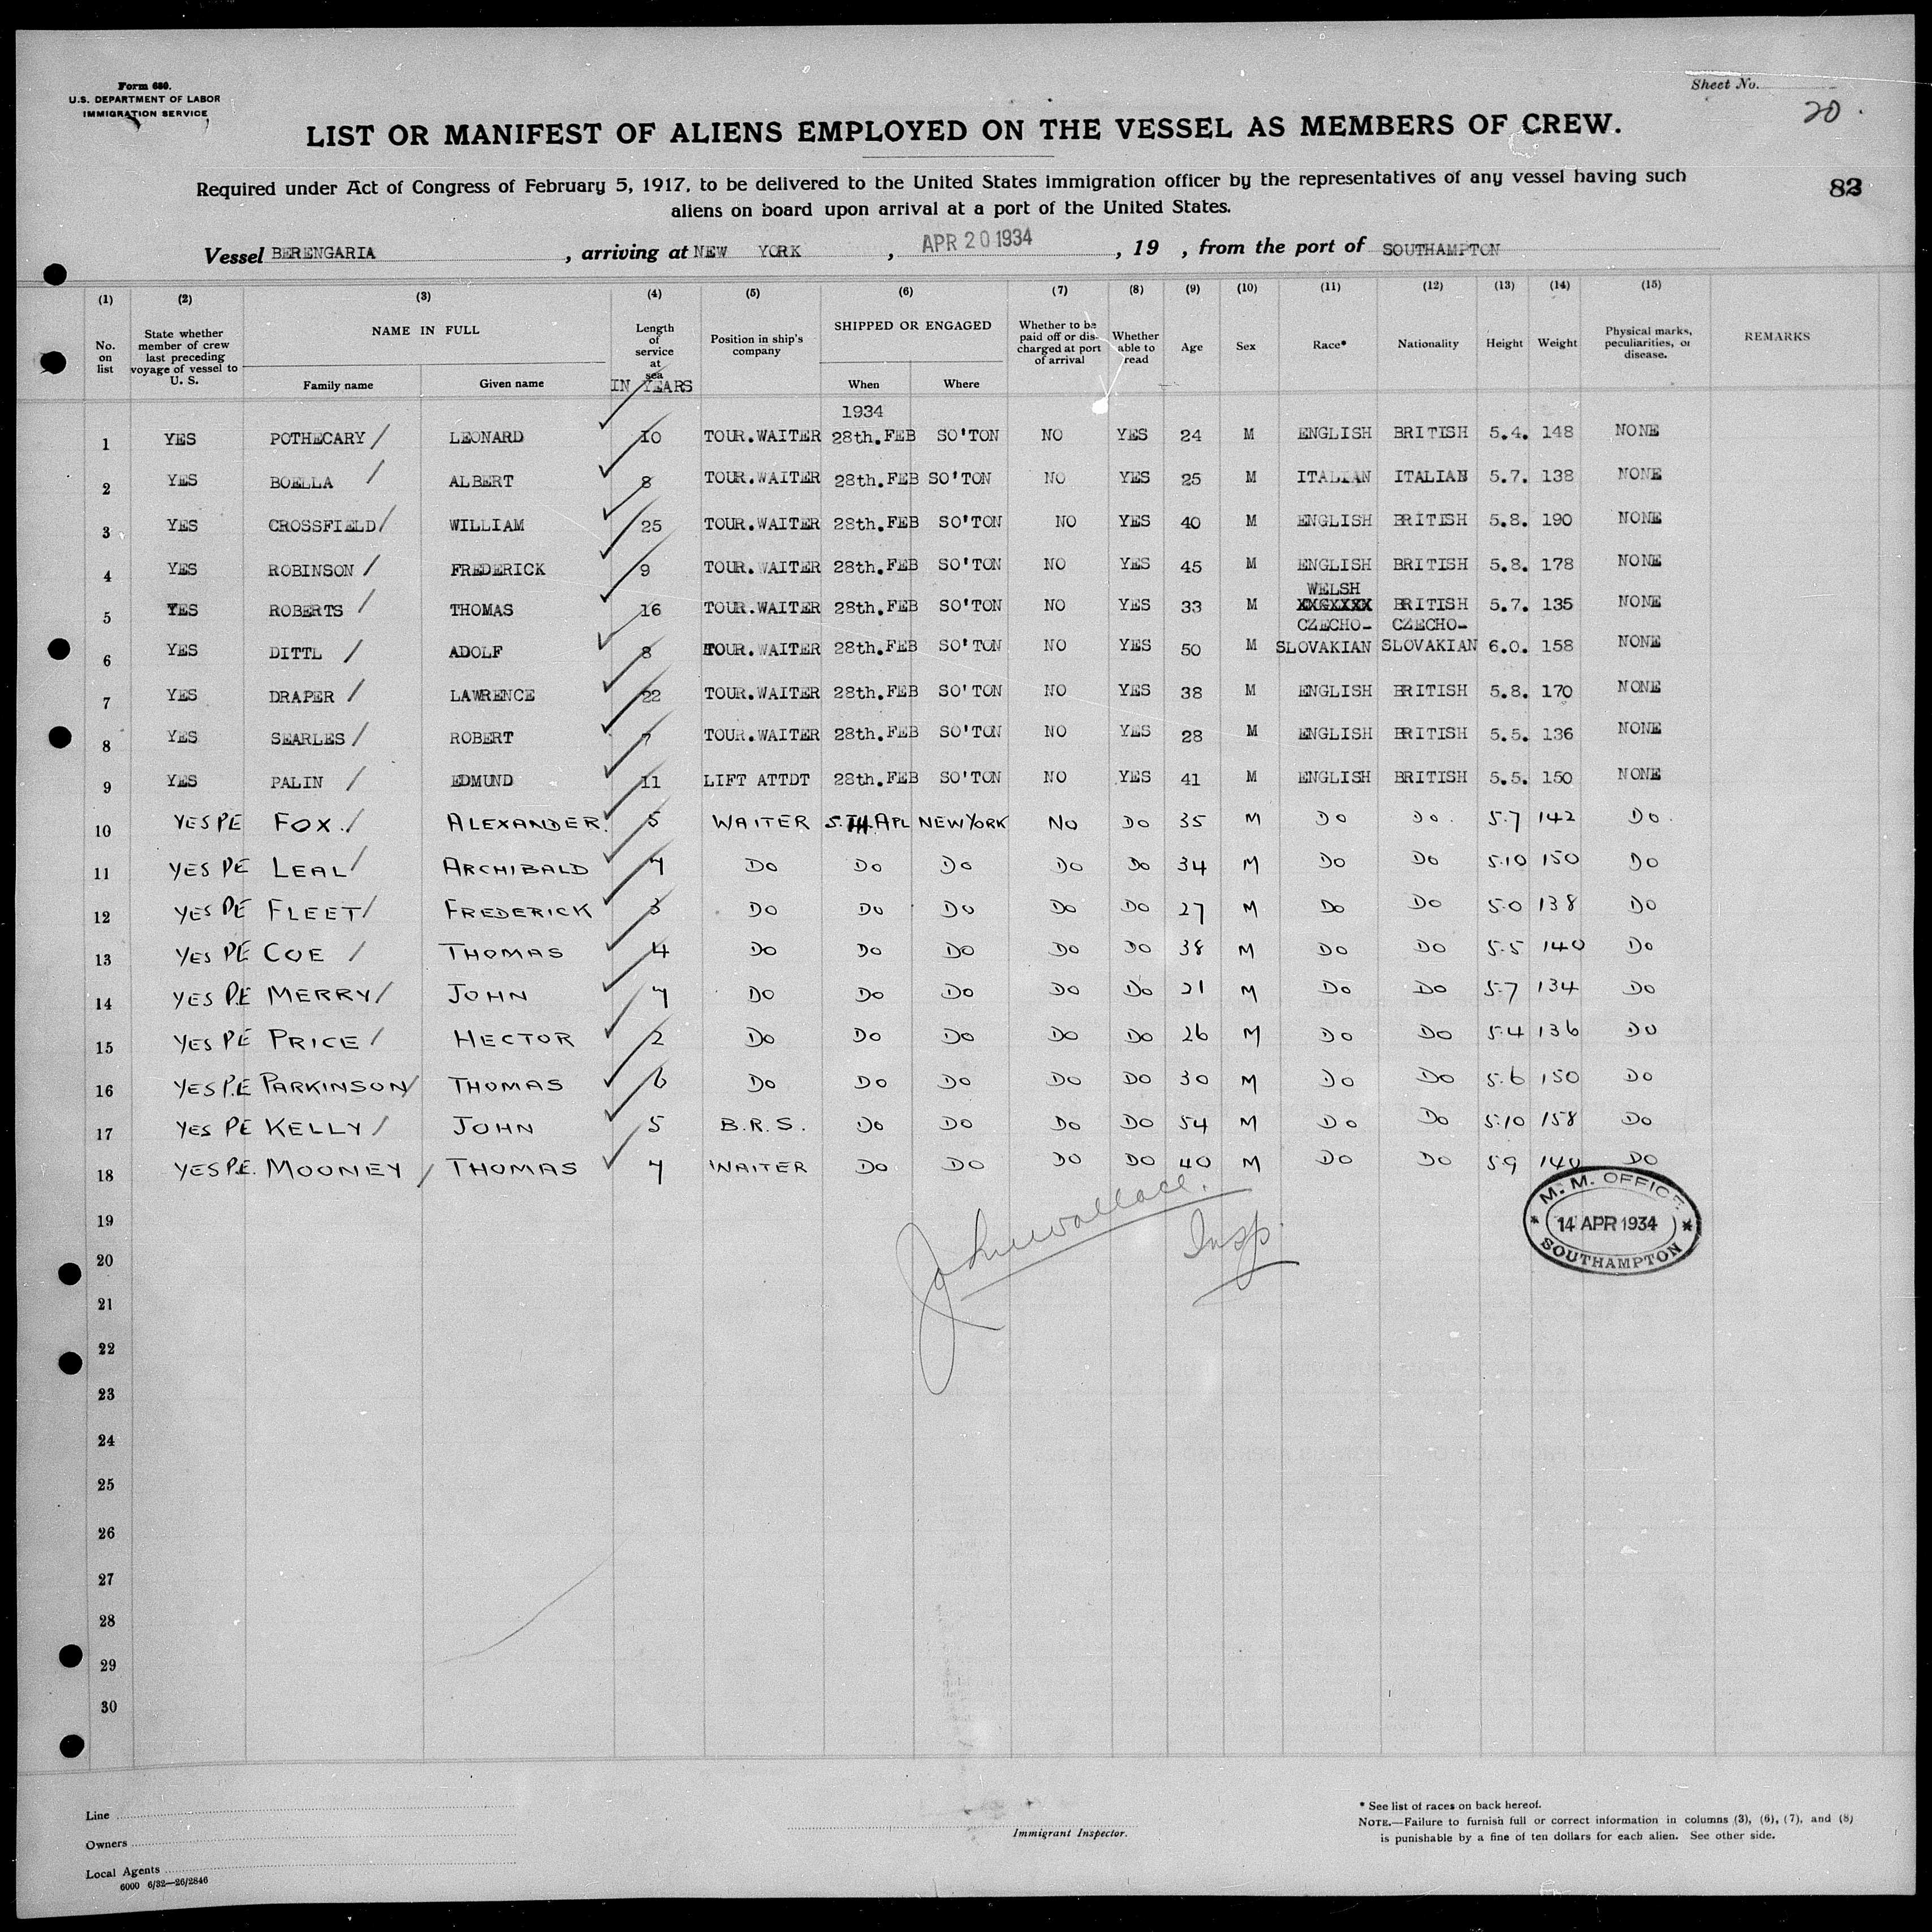 Form 680.
U.S. DEPARTMENT OF LABOR
IMMIGRATION SERVICE
Sheet No.
20.
LIST OR MANIFEST OF ALIENS EMPLOYED ON THE VESSEL AS MEMBERS OF CREW.
Required under Act of Congress of February 5, 1917, to be delivered to the United States immigration officer by the representatives of any vessel having such
aliens on board upon arrival at a port of the United States.
82
Vessel BERENGARIA, arriving at NEW YORK, APR 20 1934, 19 , from the port of SOUTHAMPTON
(1) (2) (3) (4) (5) (6) (7) (8) (9) (10) (11) (12) (13) (14) (15)
No. on list State whether member of crew last preceding voyage of vessel to U. S. NAME IN FULL Family name Given name Length of service at sea IN YEARS Position in ship's company SHIPPED OR ENGAGED When Where Whether to be paid off or discharged at port of arrival Whether able to read Age Sex Race* Nationality Height Weight Physical marks, peculiarities, or disease. REMARKS
1934
1 YES POTHECARY / LEONARD 10 TOUR.WAITER 28th.FEB SO'TON NO YES 24 M ENGLISH BRITISH 5.4. 148 NONE
2 YES BOELLA / ALBERT 8 TOUR.WAITER 28th.FEB SO'TON NO YES 25 M ITALIAN ITALIAN 5.7. 138 NONE
3 YES CROSSFIELD / WILLIAM 25 TOUR.WAITER 28th.FEB SO'TON NO YES 40 M ENGLISH BRITISH 5.8. 190 NONE
4 YES ROBINSON / FREDERICK 9 TOUR.WAITER 28th.FEB SO'TON NO YES 45 M ENGLISH BRITISH 5.8. 178 NONE
5 YES ROBERTS / THOMAS 16 TOUR.WAITER 28th.FEB SO'TON NO YES 33 M WELSH BRITISH 5.7. 135 NONE
6 YES DITTL / ADOLF 8 TOUR.WAITER 28th.FEB SO'TON NO YES 50 M CZECHO-SLOVAKIAN CZECHO-SLOVAKIAN 6.0. 158 NONE
7 YES DRAPER / LAWRENCE 22 TOUR.WAITER 28th.FEB SO'TON NO YES 38 M ENGLISH BRITISH 5.8. 170 NONE
8 YES SEARLES / ROBERT 7 TOUR.WAITER 28th.FEB SO'TON NO YES 28 M ENGLISH BRITISH 5.5. 136 NONE
9 YES PALIN / EDMUND 11 LIFT ATTDT 28th.FEB SO'TON NO YES 41 M ENGLISH BRITISH 5.5. 150 NONE
10 YES PE FOX. / ALEXANDER. 5 WAITER 5.TH.APL NEW YORK NO DO 35 M DO DO. 5.7 142 DO.
11 YES PE LEAL / ARCHIBALD 7 DO DO DO DO DO 34 M DO DO 5.10 150 DO
12 YES PE FLEET / FREDERICK 3 DO DO DO DO DO 27 M DO DO 5.0 138 DO
13 YES PE COE / THOMAS 4 DO DO DO DO DO 38 M DO DO 5.5 140 DO
14 YES P.E MERRY / JOHN 7 DO DO DO DO DO 21 M DO DO 5.7 134 DO
15 YES PE PRICE / HECTOR 2 DO DO DO DO DO 26 M DO DO 5.4 136 DO
16 YES P.E PARKINSON / THOMAS 6 DO DO DO DO DO 30 M DO DO 5.6 150 DO
17 YES PE KELLY / JOHN 5 B.R.S. DO DO DO DO 54 M DO DO 5.10 158 DO
18 YES P.E. MOONEY / THOMAS 7 WAITER DO DO DO DO 40 M DO DO 5.9 140 DO
19
20
21
22
23
24
25
26
27
28
29
30
John Wallace.
Insp.
M. M. OFFICE
* 14 APR 1934 *
SOUTHAMPTON
Line
Owners
Local Agents
6000 6/32—26/2846
Immigrant Inspector.
* See list of races on back hereof.
NOTE.—Failure to furnish full or correct information in columns (3), (6), (7), and (8)
is punishable by a fine of ten dollars for each alien. See other side.